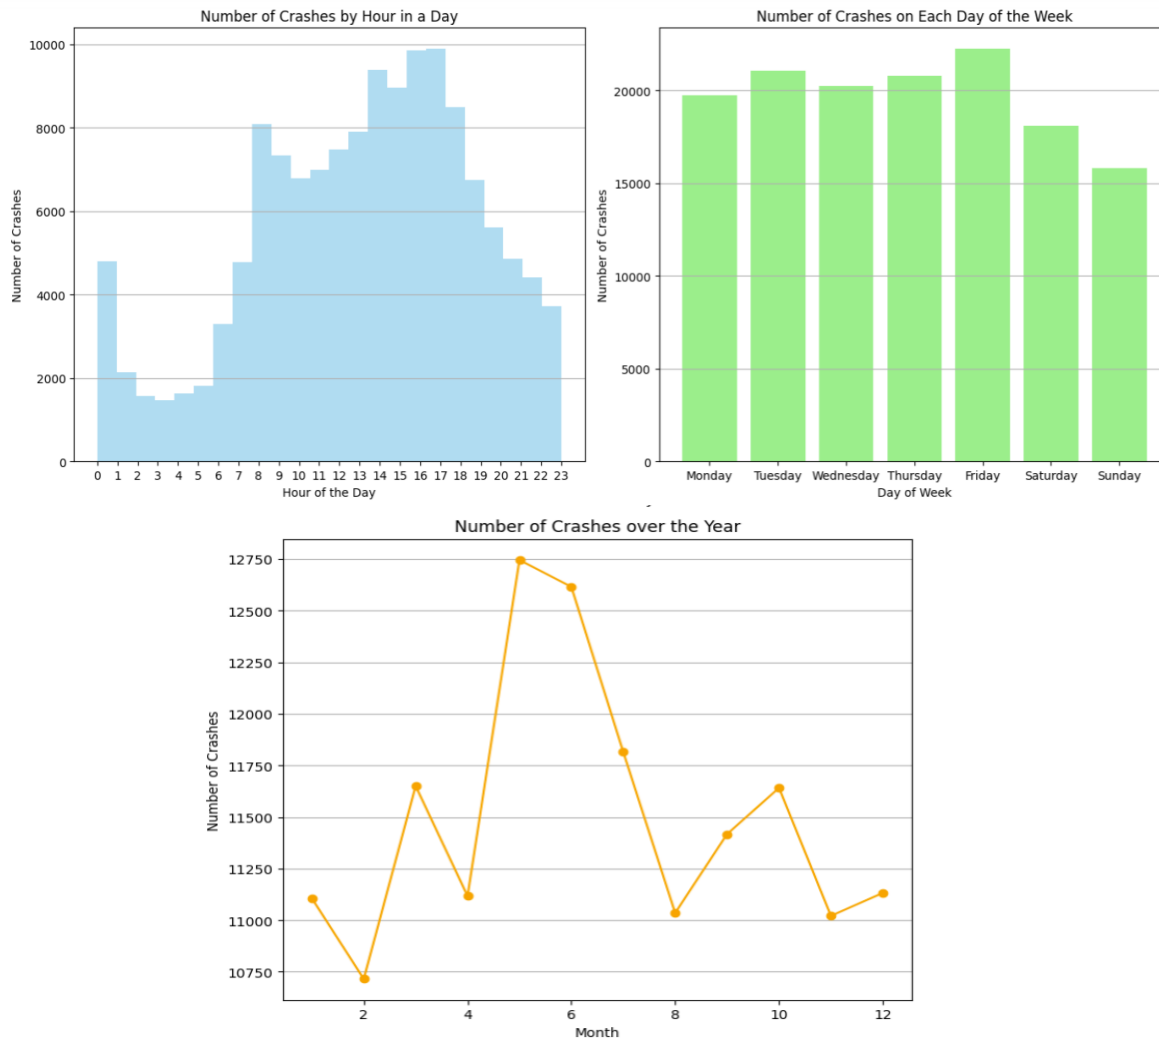 Number of Crashes by Hour in a Day
10000
8000
6000
4000
2000
0
Number of Crashes
0 1 2 3 4 5 6 7 8 9 10 11 12 13 14 15 16 17 18 19 20 21 22 23
Hour of the Day
Number of Crashes on Each Day of the Week
20000
15000
10000
5000
0
Number of Crashes
Monday Tuesday Wednesday Thursday Friday Saturday Sunday
Day of Week
Number of Crashes over the Year
12750
12500
12250
12000
11750
11500
11250
11000
10750
Number of Crashes
2 4 6 8 10 12
Month